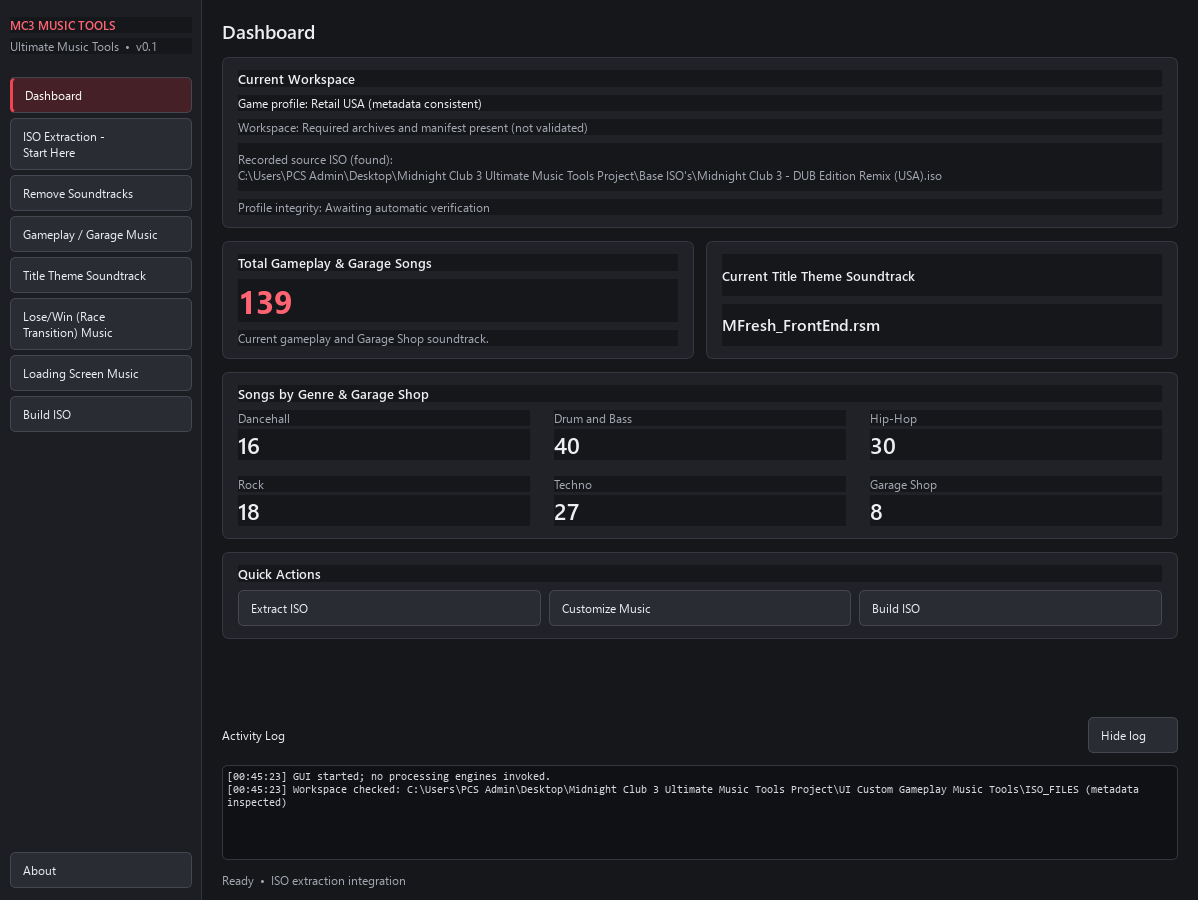 MC3 MUSIC TOOLS
Ultimate Music Tools • v0.1
Dashboard
ISO Extraction -
Start Here
Remove Soundtracks
Gameplay / Garage Music
Title Theme Soundtrack
Lose/Win (Race
Transition) Music
Loading Screen Music
Build ISO
About
Dashboard
Current Workspace
Game profile: Retail USA (metadata consistent)
Workspace: Required archives and manifest present (not validated)
Recorded source ISO (found):
C:\Users\PCS Admin\Desktop\Midnight Club 3 Ultimate Music Tools Project\Base ISO's\Midnight Club 3 - DUB Edition Remix (USA).iso
Profile integrity: Awaiting automatic verification
Total Gameplay & Garage Songs
139
Current gameplay and Garage Shop soundtrack.
Current Title Theme Soundtrack
MFresh_FrontEnd.rsm
Songs by Genre & Garage Shop
Dancehall
16
Drum and Bass
40
Hip-Hop
30
Rock
18
Techno
27
Garage Shop
8
Quick Actions
Extract ISO
Customize Music
Build ISO
Activity Log
Hide log
[00:45:23] GUI started; no processing engines invoked.
[00:45:23] Workspace checked: C:\Users\PCS Admin\Desktop\Midnight Club 3 Ultimate Music Tools Project\UI Custom Gameplay Music Tools\ISO_FILES (metadata
inspected)
Ready • ISO extraction integration